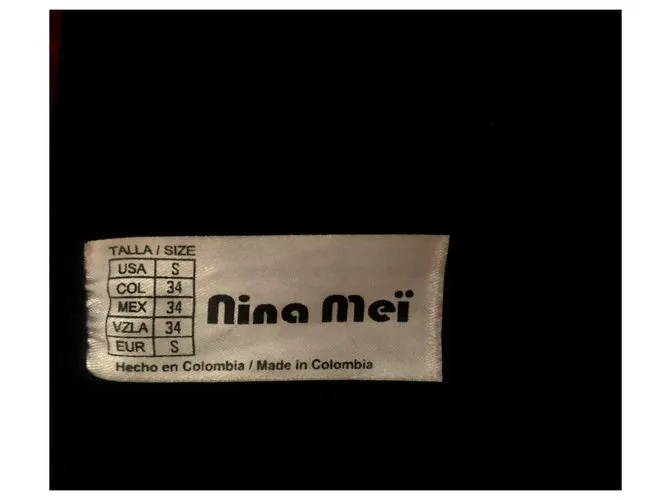 TALLA / SIZE
USA S
COL 34
MEX 34
VZLA 34
EUR S
Nina Meï
Hecho en Colombia / Made in Colombia